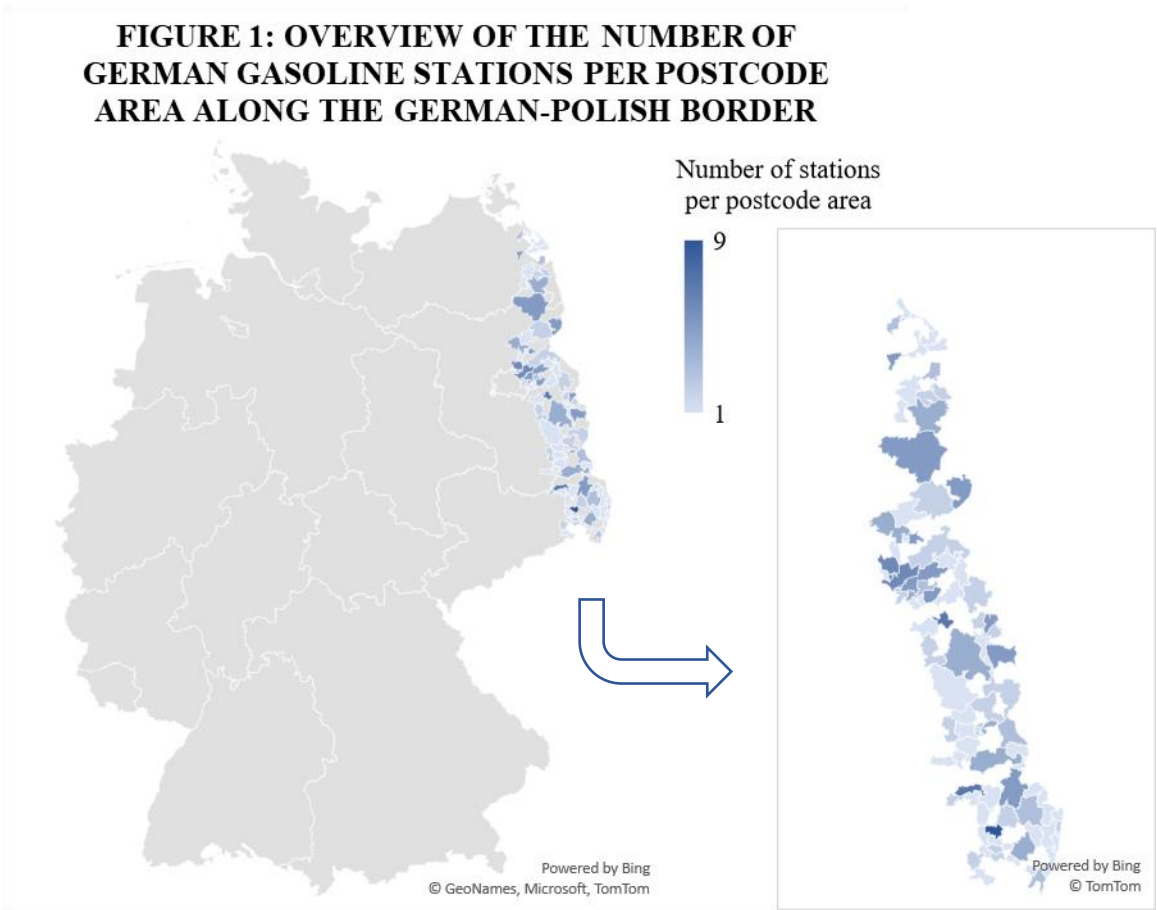 FIGURE 1: OVERVIEW OF THE NUMBER OF
GERMAN GASOLINE STATIONS PER POSTCODE
AREA ALONG THE GERMAN-POLISH BORDER
Number of stations
per postcode area
9
1
Powered by Bing
© GeoNames, Microsoft, TomTom
Powered by Bing
© TomTom